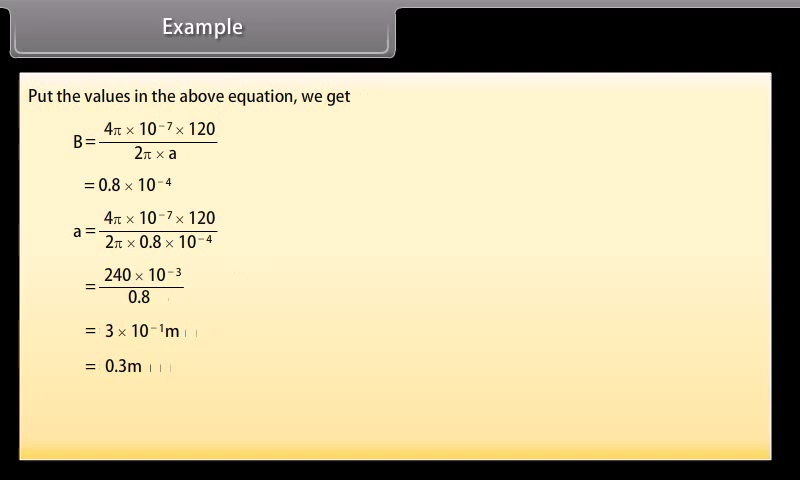 Example
Put the values in the above equation, we get
B = (4π × 10⁻⁷ × 120) / (2π × a)
= 0.8 × 10⁻⁴
a = (4π × 10⁻⁷ × 120) / (2π × 0.8 × 10⁻⁴)
= (240 × 10⁻³) / 0.8
= 3 × 10⁻¹m
= 0.3m